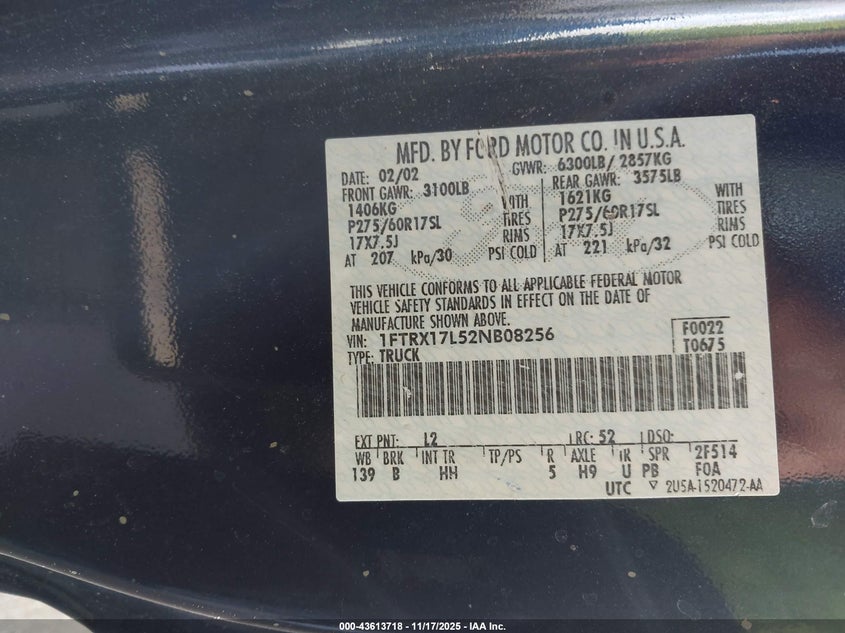 MFD. BY FORD MOTOR CO. IN U.S.A.
DATE: 02/02 GVWR: 6300LB/ 2857KG
FRONT GAWR: 3100LB REAR GAWR: 3575LB
1406KG WITH 1621KG WITH
P275/60R17SL TIRES P275/60R17SL TIRES
17X7.5J RIMS 17X7.5J RIMS
AT 207 kPa/30 PSI COLD AT 221 kPa/32 PSI COLD
THIS VEHICLE CONFORMS TO ALL APPLICABLE FEDERAL MOTOR
VEHICLE SAFETY STANDARDS IN EFFECT ON THE DATE OF
MANUFACTURE SHOWN ABOVE.
VIN: 1FTRX17L52NB08256 F0022
TYPE: TRUCK T0675
EXT PNT: L2 RC: 52 DSO:
WB BRK INT TR TP/PS R AXLE TR SPR 2F514
139 B HH 5 H9 U PB F0A
UTC ▽ 2U5A-1520472-AA
000-43613718 - 11/17/2025 - IAA Inc.